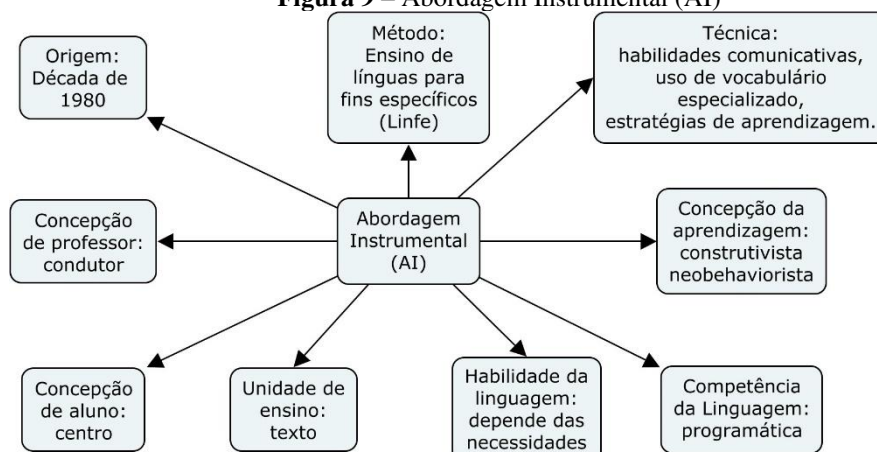 Figura 9 – Abordagem Instrumental (AI)
Origem:
Década de
1980
Método:
Ensino de
línguas para
fins específicos
(Linfe)
Técnica:
habilidades comunicativas,
uso de vocabulário
especializado,
estratégias de aprendizagem.
Concepção
de professor:
condutor
Abordagem
Instrumental
(AI)
Concepção da
aprendizagem:
construtivista
neobehaviorista
Concepção
de aluno:
centro
Unidade de
ensino:
texto
Habilidade da
linguagem:
depende das
necessidades
Competência
da Linguagem:
programática